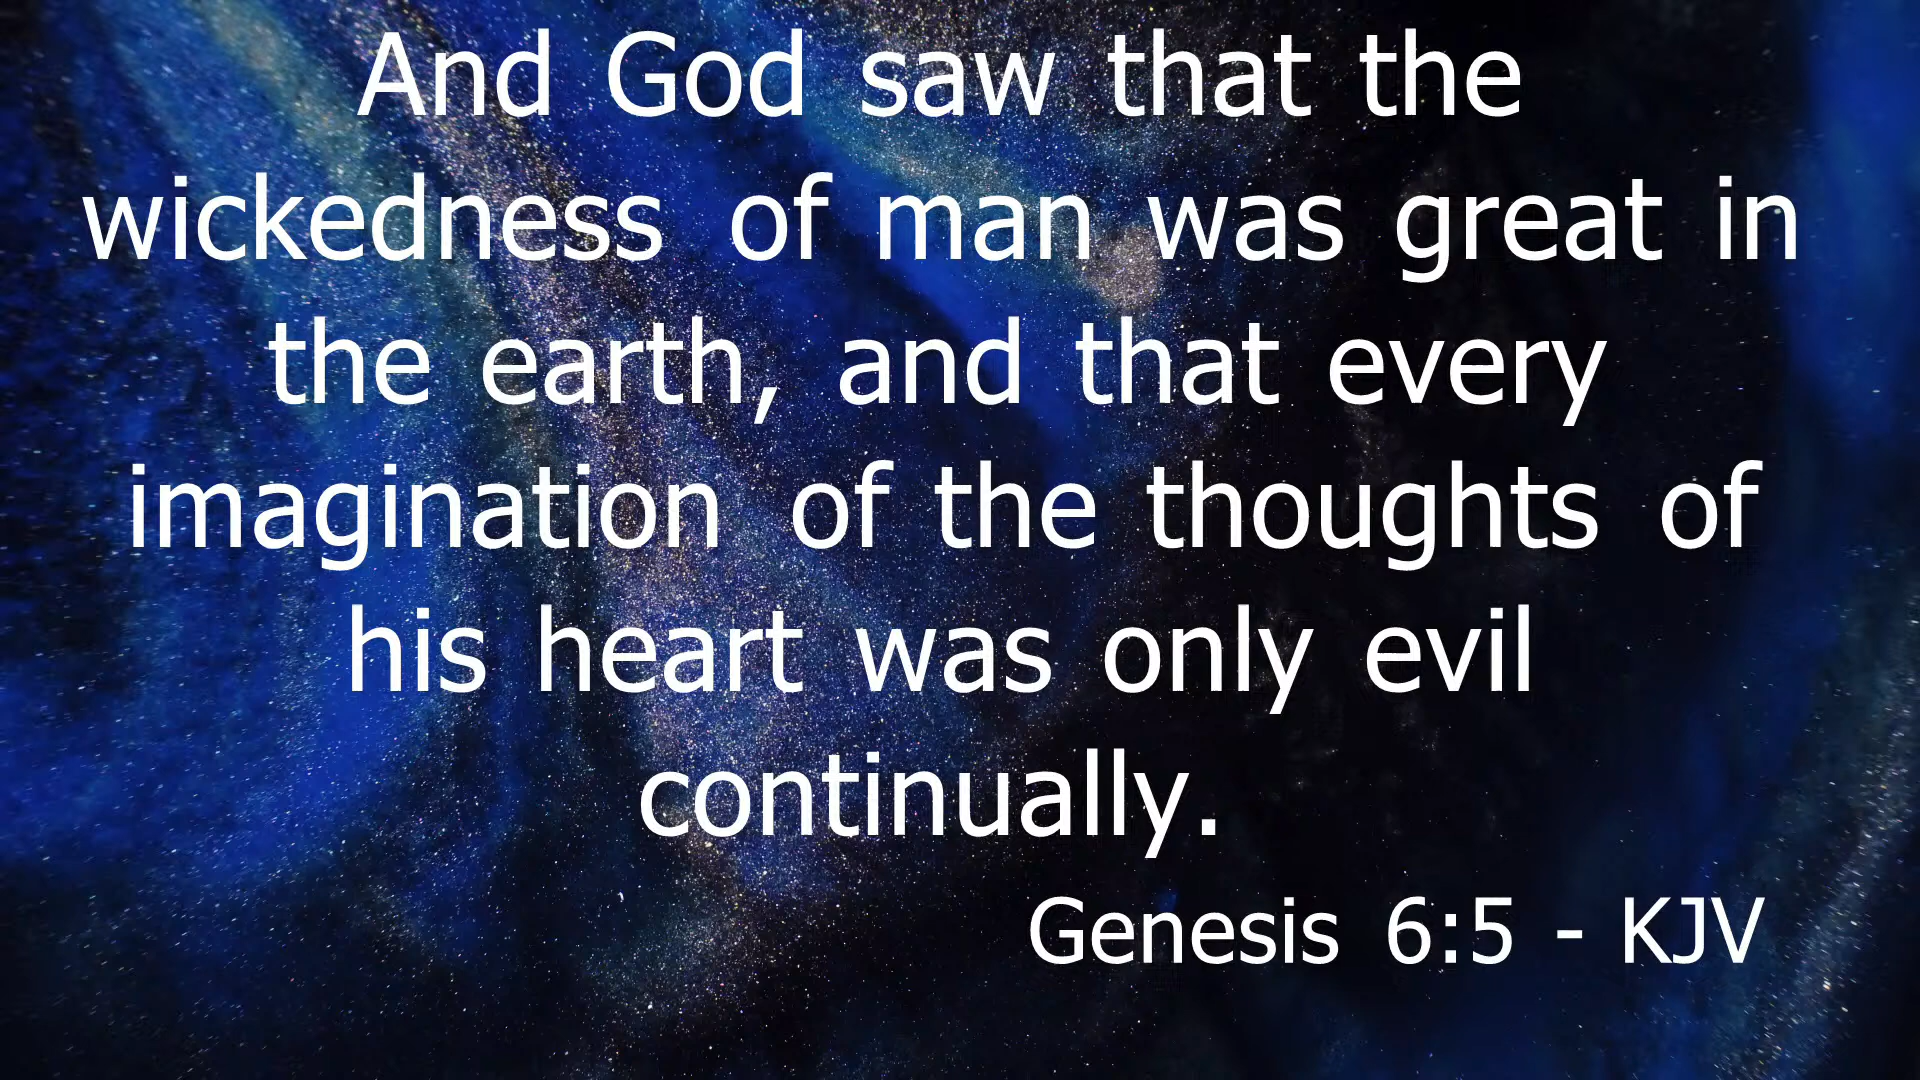 And God saw that the
wickedness of man was great in
the earth, and that every
imagination of the thoughts of
his heart was only evil
continually.
Genesis 6:5 - KJV